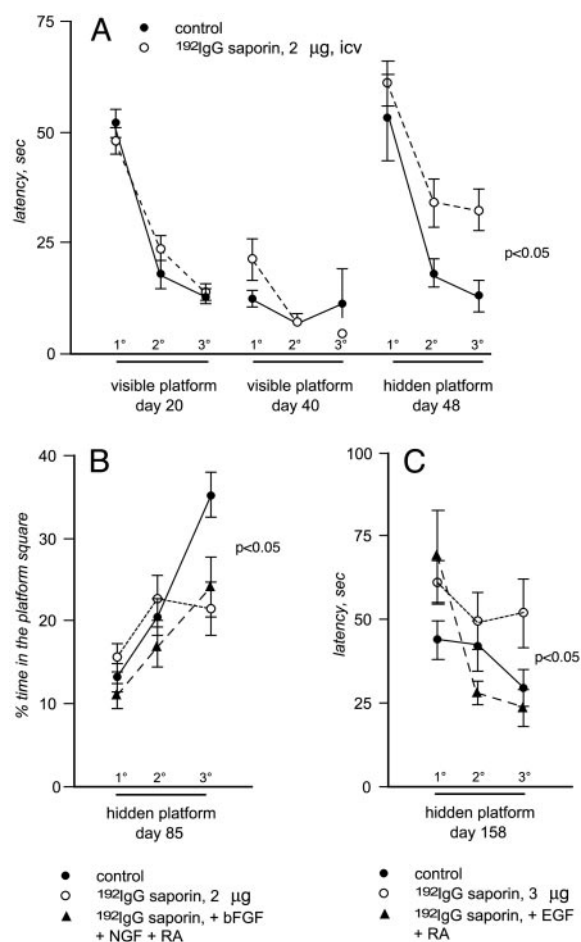 A
control
¹⁹²IgG saporin, 2 μg, icv
75
50
25
0
latency, sec
p<0.05
1° 2° 3° 1° 2° 3° 1° 2° 3°
visible platform visible platform hidden platform
day 20 day 40 day 48
B
40
30
20
10
0
% time in the platform square
p<0.05
1° 2° 3°
hidden platform
day 85
control
¹⁹²IgG saporin, 2 μg
¹⁹²IgG saporin, + bFGF
+ NGF + RA
C
100
75
50
25
0
latency, sec
p<0.05
1° 2° 3°
hidden platform
day 158
control
¹⁹²IgG saporin, 3 μg
¹⁹²IgG saporin, + EGF
+ RA